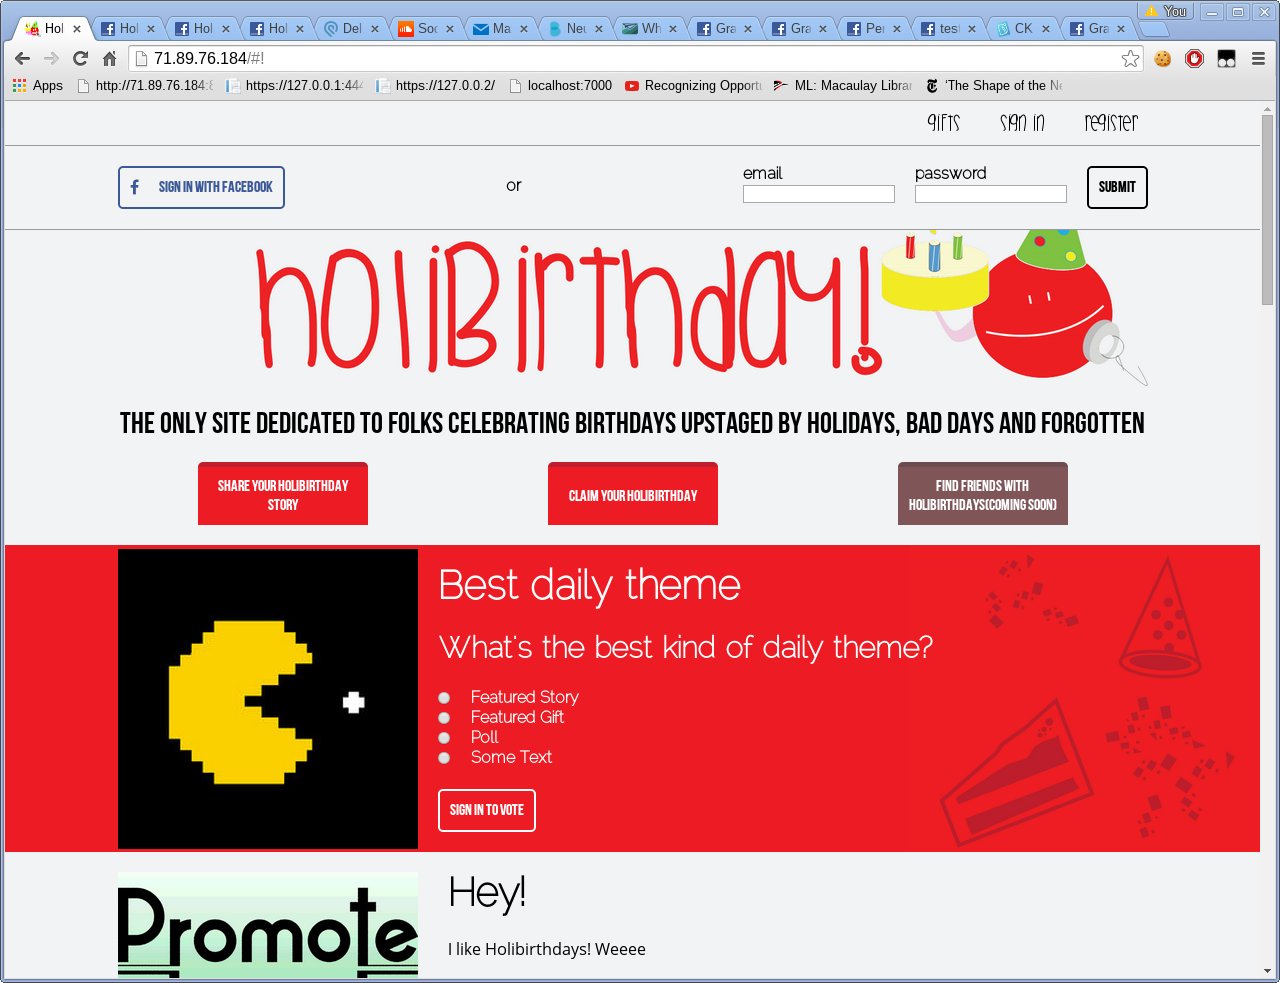 Hol
Hol
Hol
Hol
Del
Soc
Ma
Neu
Wh
Gra
Gra
Per
test
CK
Gra
You
71.89.76.184/#!
Apps
http://71.89.76.184:8
https://127.0.0.1:444
https://127.0.0.2/
localhost:7000
Recognizing Opportu
ML: Macaulay Librar
'The Shape of the Ne
gifts
sign in
register
SIGN IN WITH FACEBOOK
or
email
password
SUBMIT
holiBirthday!
THE ONLY SITE DEDICATED TO FOLKS CELEBRATING BIRTHDAYS UPSTAGED BY HOLIDAYS, BAD DAYS AND FORGOTTEN
SHARE YOUR HOLIBIRTHDAY
STORY
CLAIM YOUR HOLIBIRTHDAY
FIND FRIENDS WITH
HOLIBIRTHDAYS(COMING SOON)
Best daily theme
What's the best kind of daily theme?
Featured Story
Featured Gift
Poll
Some Text
SIGN IN TO VOTE
Promote
Hey!
I like Holibirthdays! Weeee